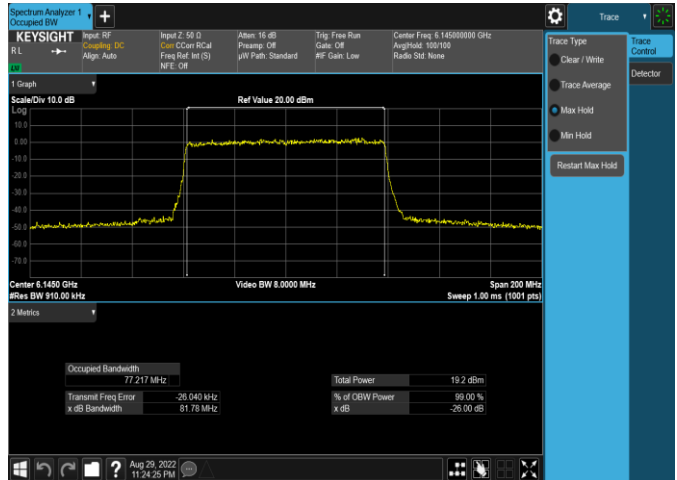 Spectrum Analyzer 1
Occupied BW
+
Trace
KEYSIGHT
R L
Input: RF
Coupling: DC
Align: Auto
Input Z: 50 Ω
Corr CCorr RCal
Freq Ref: Int (S)
NFE: Off
Atten: 16 dB
Preamp: Off
µW Path: Standard
Trig: Free Run
Gate: Off
#IF Gain: Low
Center Freq: 6.145000000 GHz
Avg|Hold: 100/100
Radio Std: None
Trace Type
Clear / Write
Trace Average
Max Hold
Min Hold
Restart Max Hold
Trace
Control
Detector
1 Graph
Scale/Div 10.0 dB
Ref Value 20.00 dBm
Log
10.0
0.00
-10.0
-20.0
-30.0
-40.0
-50.0
-60.0
-70.0
Center 6.1450 GHz
Video BW 8.0000 MHz
Span 200 MHz
#Res BW 910.00 kHz
Sweep 1.00 ms (1001 pts)
2 Metrics
Occupied Bandwidth
77.217 MHz
Transmit Freq Error -26.040 kHz
x dB Bandwidth 81.78 MHz
Total Power 19.2 dBm
% of OBW Power 99.00 %
x dB -26.00 dB
?
Aug 29, 2022
11:24:25 PM